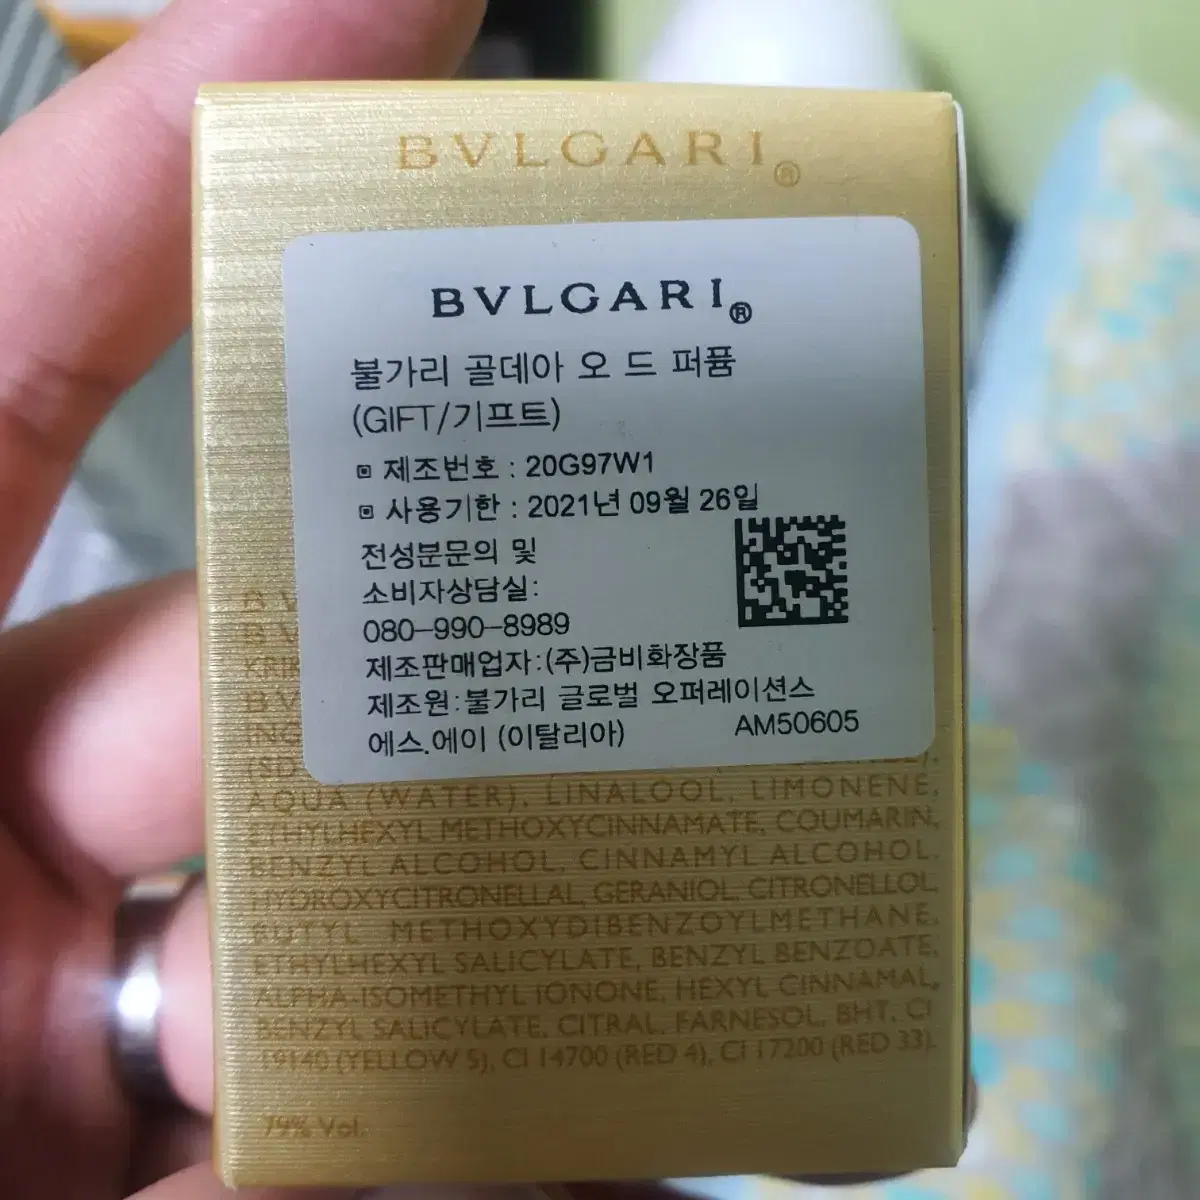 BVLGARI®
BVLGARI®
불가리 골데아 오 드 퍼퓸
(GIFT/기프트)
제조번호 : 20G97W1
사용기한 : 2021년 09월 26일
전성분문의 및
소비자상담실:
080-990-8989
제조판매업자:(주)금비화장품
제조원:불가리 글로벌 오퍼레이션스
에스.에이 (이탈리아) AM50605
AQUA (WATER), LINALOOL, LIMONENE,
ETHYLHEXYL METHOXYCINNAMATE, COUMARIN,
BENZYL ALCOHOL, CINNAMYL ALCOHOL,
HYDROXYCITRONELLAL, GERANIOL, CITRONELLOL,
BUTYL METHOXYDIBENZOYLMETHANE,
ETHYLHEXYL SALICYLATE, BENZYL BENZOATE,
ALPHA-ISOMETHYL IONONE, HEXYL CINNAMAL,
BENZYL SALICYLATE, CITRAL, FARNESOL, BHT, CI
19140 (YELLOW 5), CI 14700 (RED 4), CI 17200 (RED 33).
79% Vol.